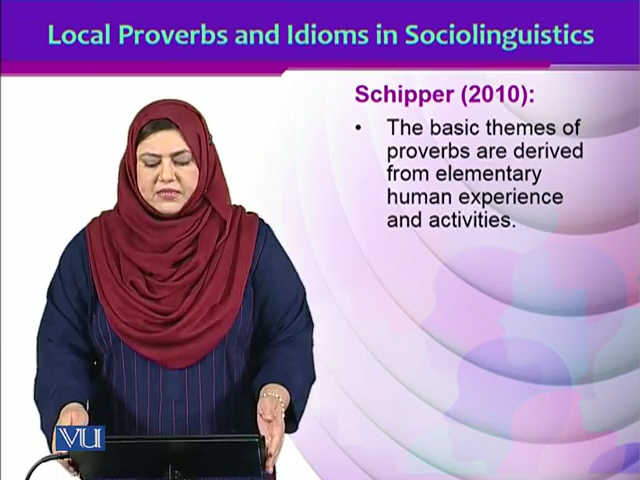 Local Proverbs and Idioms in Sociolinguistics
Schipper (2010):
• The basic themes of
proverbs are derived
from elementary
human experience
and activities.
VU